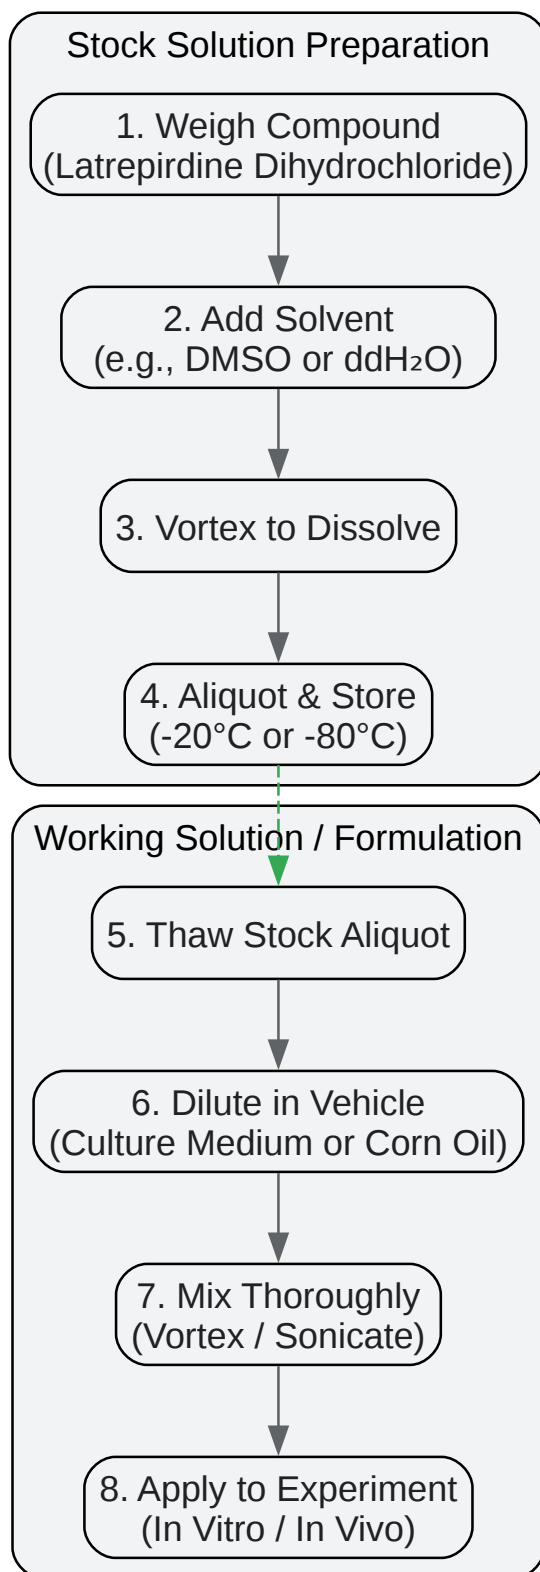 Stock Solution Preparation
1. Weigh Compound
(Latrepirdine Dihydrochloride)
2. Add Solvent
(e.g., DMSO or ddH₂O)
3. Vortex to Dissolve
4. Aliquot & Store
(-20°C or -80°C)
Working Solution / Formulation
5. Thaw Stock Aliquot
6. Dilute in Vehicle
(Culture Medium or Corn Oil)
7. Mix Thoroughly
(Vortex / Sonicate)
8. Apply to Experiment
(In Vitro / In Vivo)